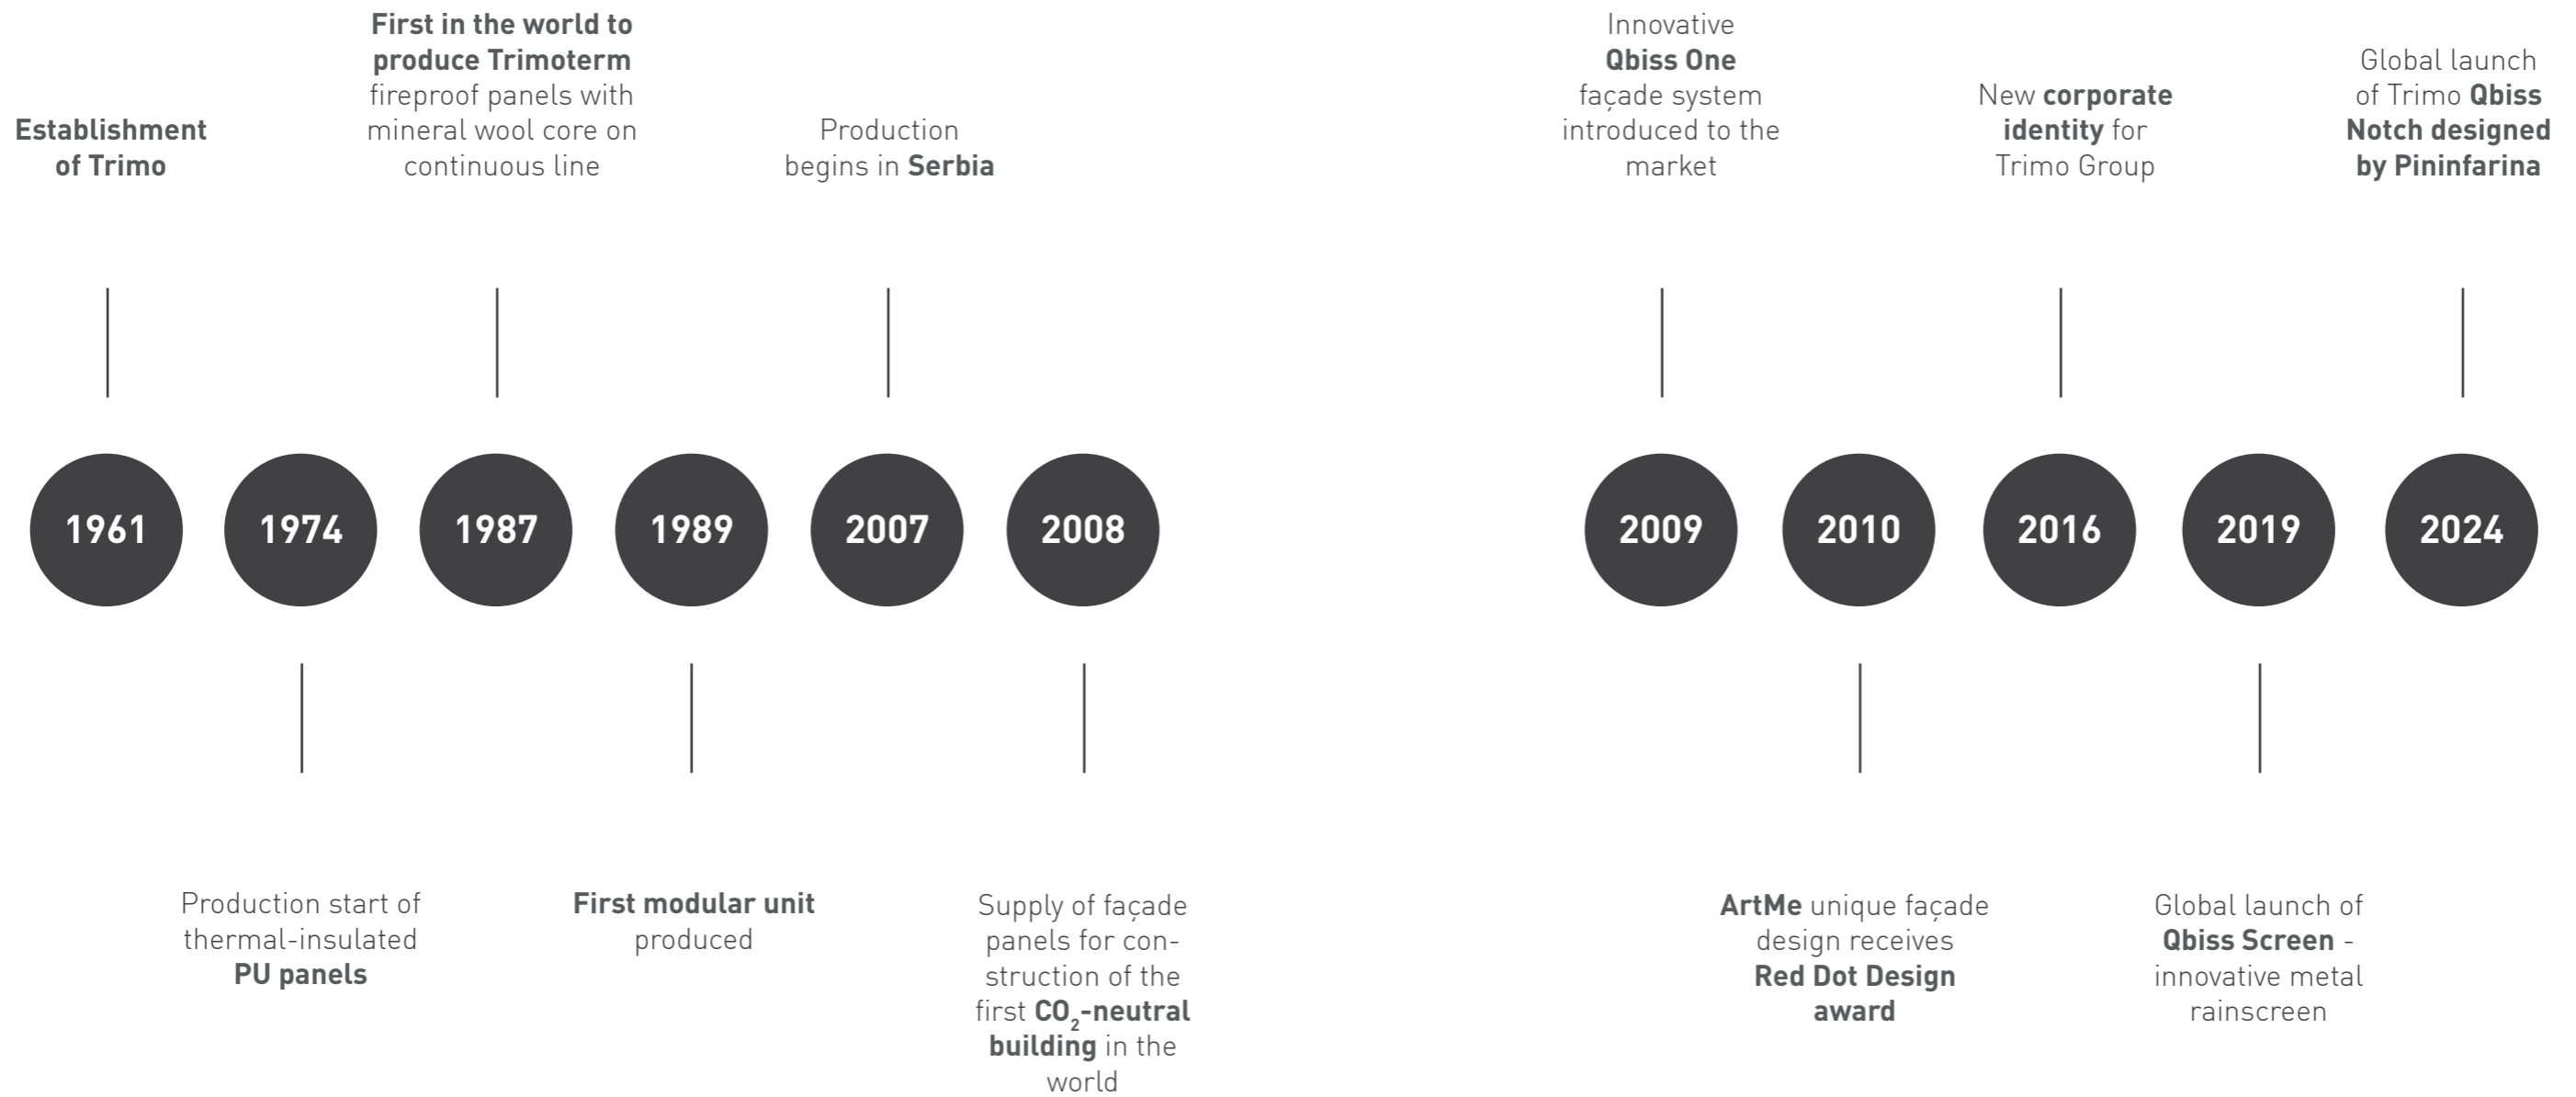 Establishment
of Trimo
First in the world to
produce Trimoterm
fireproof panels with
mineral wool core on
continuous line
Production
begins in Serbia
Innovative
Qbiss One
façade system
introduced to the
market
New corporate
identity for
Trimo Group
Global launch
of Trimo Qbiss
Notch designed
by Pininfarina
1961
1974
1987
1989
2007
2008
2009
2010
2016
2019
2024
Production start of
thermal-insulated
PU panels
First modular unit
produced
Supply of façade
panels for con-
struction of the
first CO₂-neutral
building in the
world
ArtMe unique façade
design receives
Red Dot Design
award
Global launch of
Qbiss Screen -
innovative metal
rainscreen